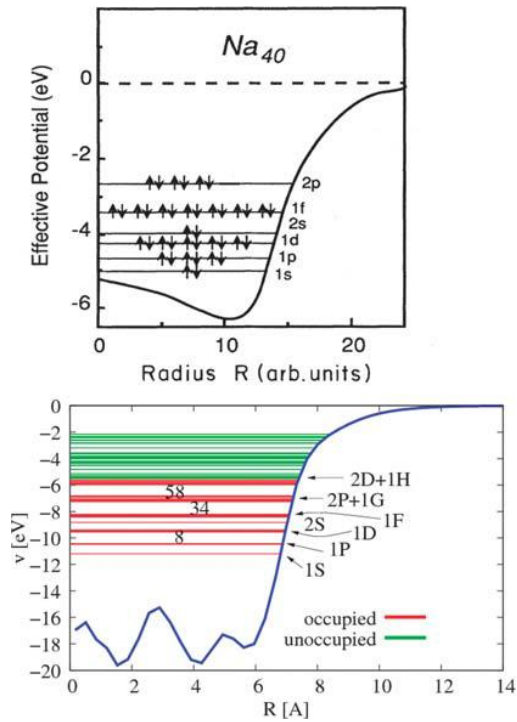 Na40
Effective Potential (eV)
0
-2
-4
-6
2p
1f
2s
1d
1p
1s
0 10 20
Radius R (arb.units)
v [eV]
0
-2
-4
-6
-8
-10
-12
-14
-16
-18
-20
58
34
8
2D+1H
2P+1G
1F
2S
1D
1P
1S
occupied
unoccupied
0 2 4 6 8 10 12 14
R [A]